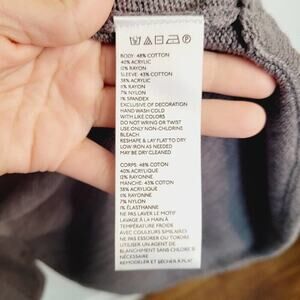 BODY: 48% COTTON
40% ACRYLIC
12% RAYON
SLEEVE: 43% COTTON
38% ACRYLIC
11% RAYON
7% NYLON
1% SPANDEX
EXCLUSIVE OF DECORATION
HAND WASH COLD
WITH LIKE COLORS
DO NOT WRING OR TWIST
USE ONLY NON-CHLORINE
BLEACH
RESHAPE & LAY FLAT TO DRY
LOW IRON AS NEEDED
MAY BE DRY CLEANED
CORPS: 48% COTON
40% ACRYLIQUE
12% RAYONNE
MANCHE: 43% COTON
38% ACRYLIQUE
11% RAYONNE
7% NYLON
1% ÉLASTHANNE
NE PAS LAVER LE MOTIF
LAVAGE À LA MAIN À
TEMPÉRATURE FROIDE
AVEC COULEURS SIMILAIRES
NE PAS ESSORER OU TORDRE
UTILISER UN AGENT DE
BLANCHIMENT SANS CHLORE SI
NÉCESSAIRE
REMODELER ET SÉCHER À PLAT